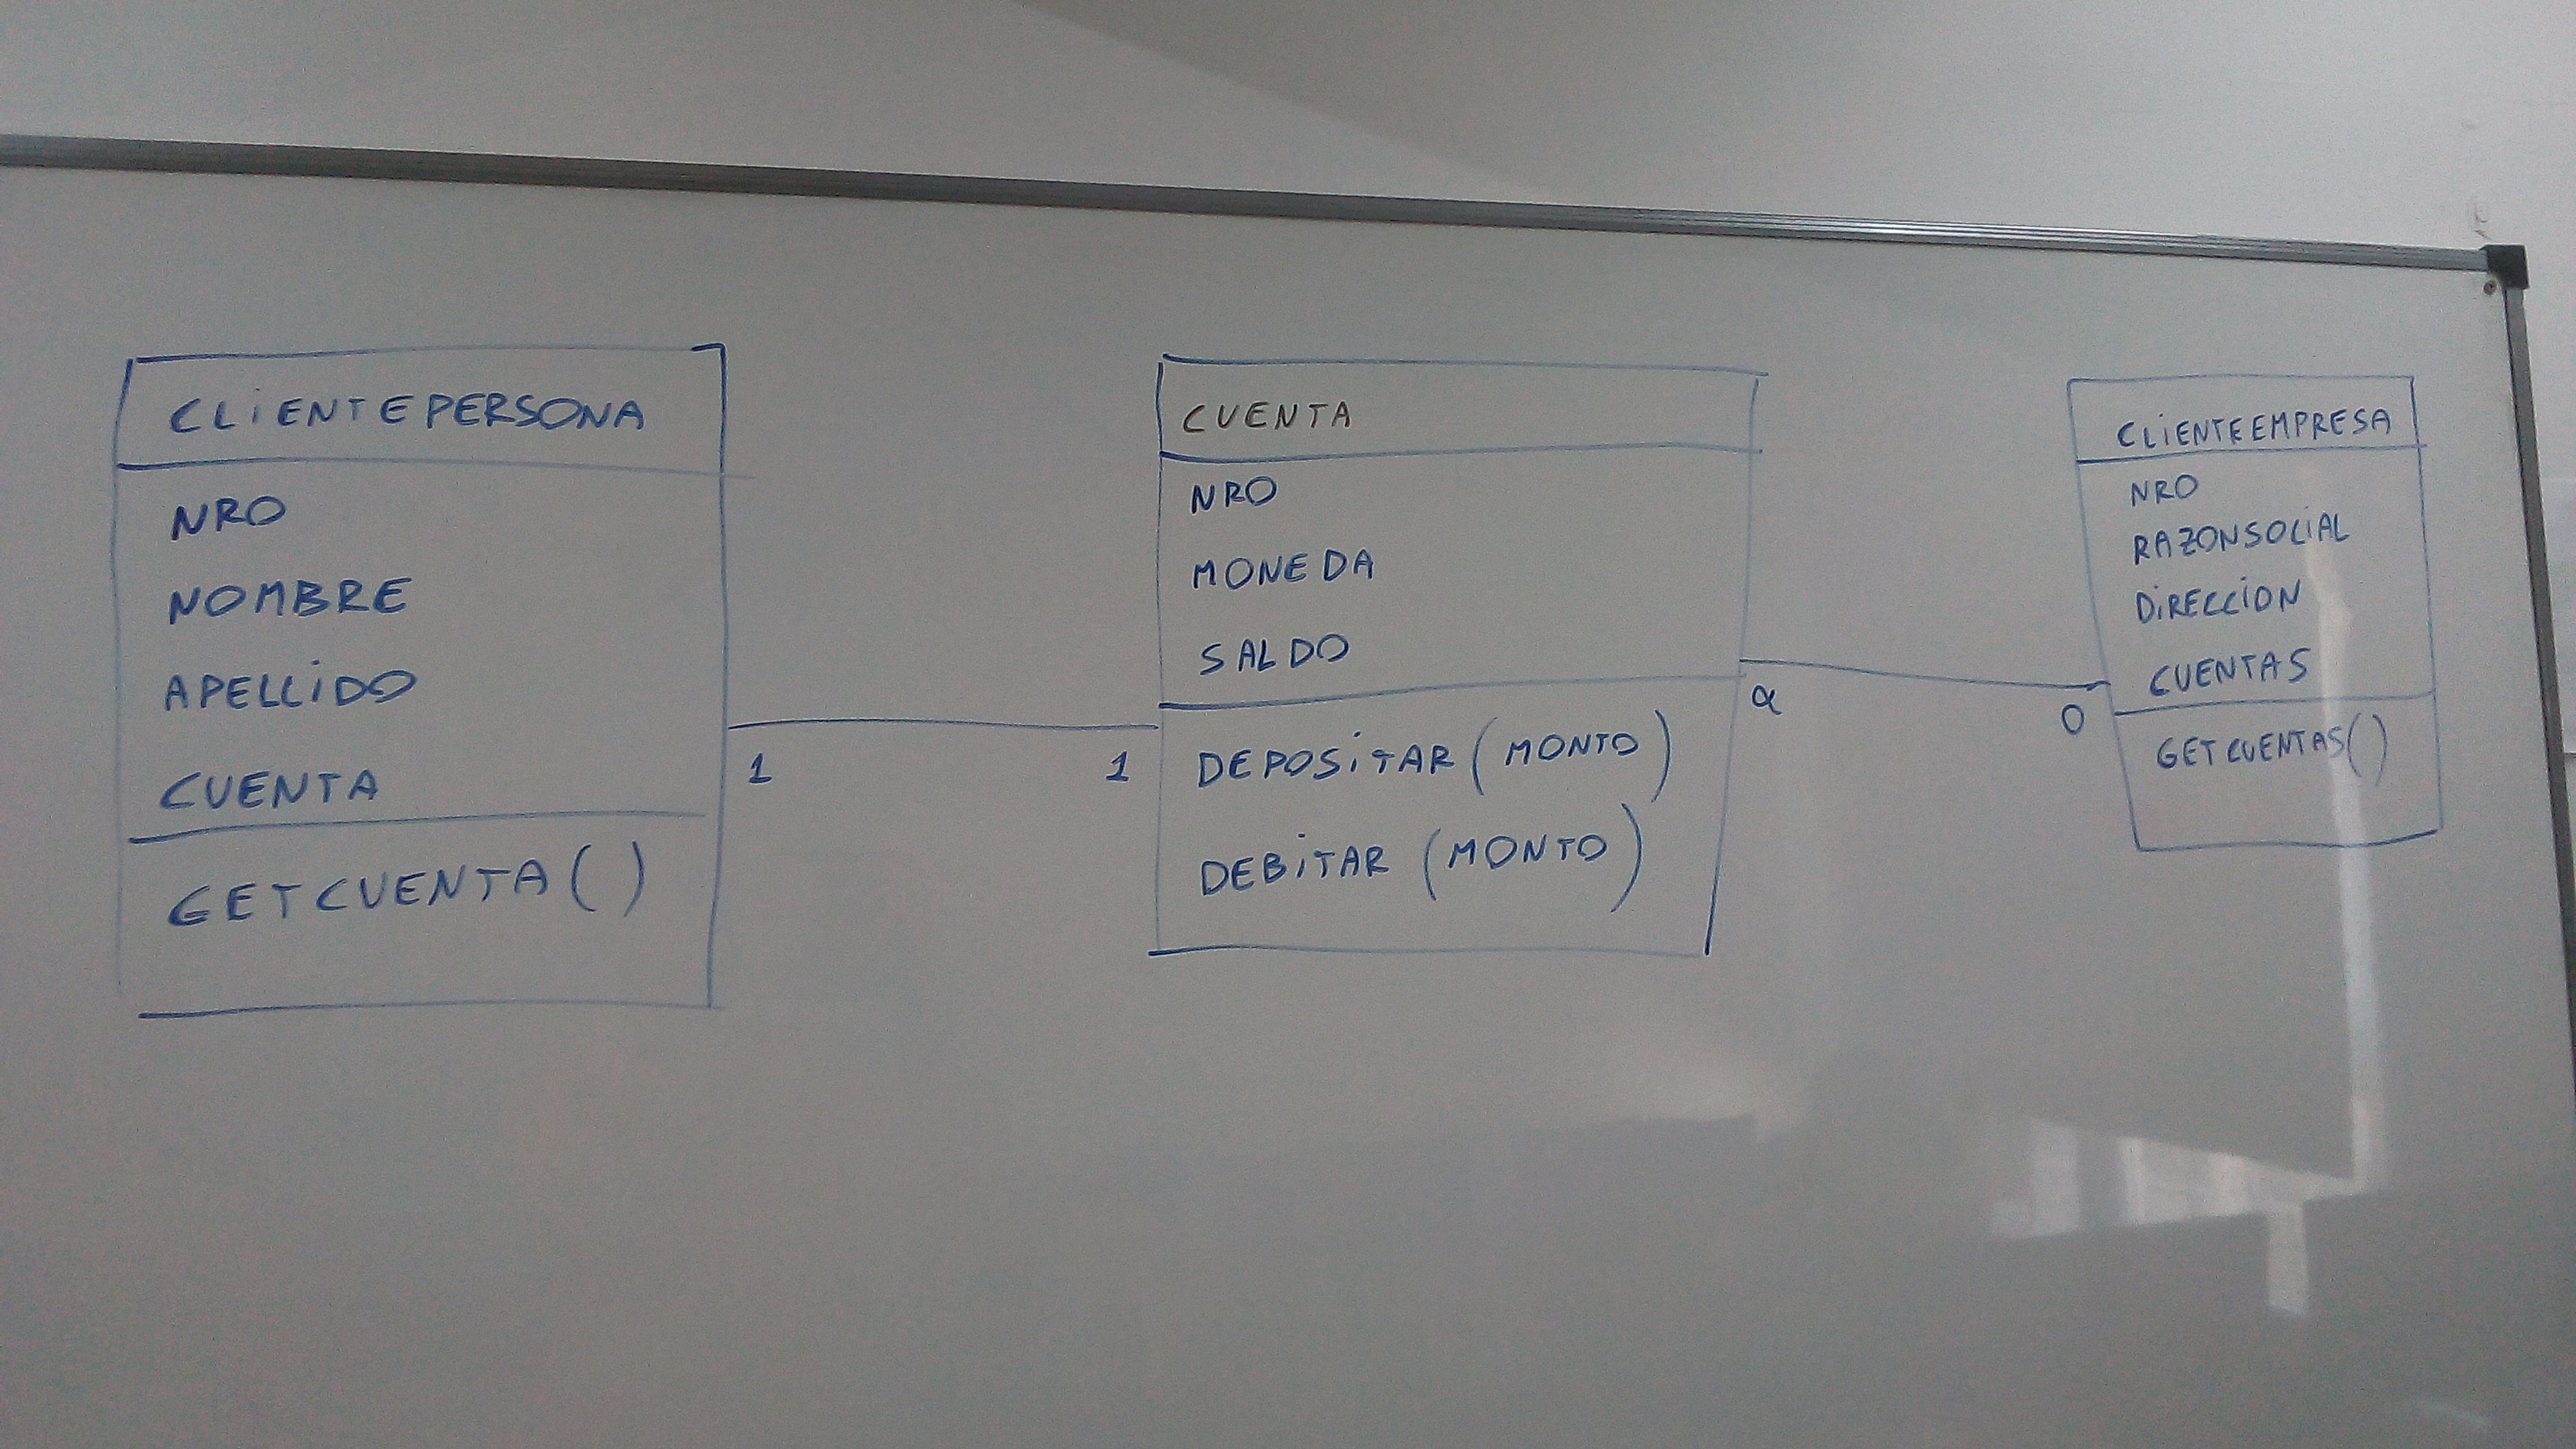 CLIENTEPERSONA
NRO
NOMBRE
APELLIDO
CUENTA
GETCUENTA()
1
1
CUENTA
NRO
MONEDA
SALDO
DEPOSITAR (MONTO)
DEBITAR (MONTO)
0
CLIENTEEMPRESA
NRO
RAZONSOCIAL
DIRECCION
CUENTAS
GETCUENTAS()